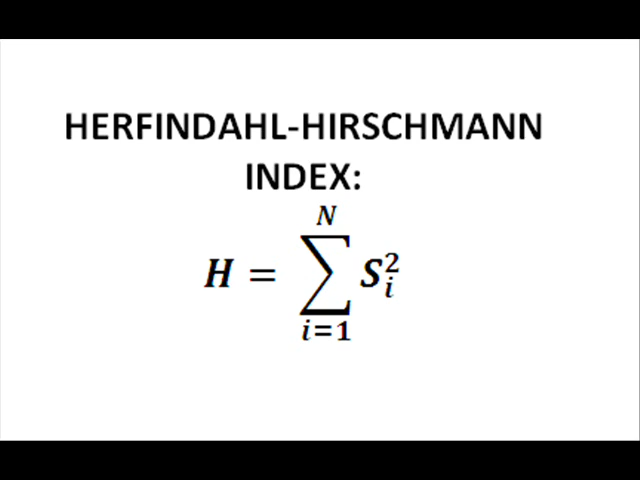 HERFINDAHL-HIRSCHMANN
INDEX:
N
H = ∑ S_i^2
i=1